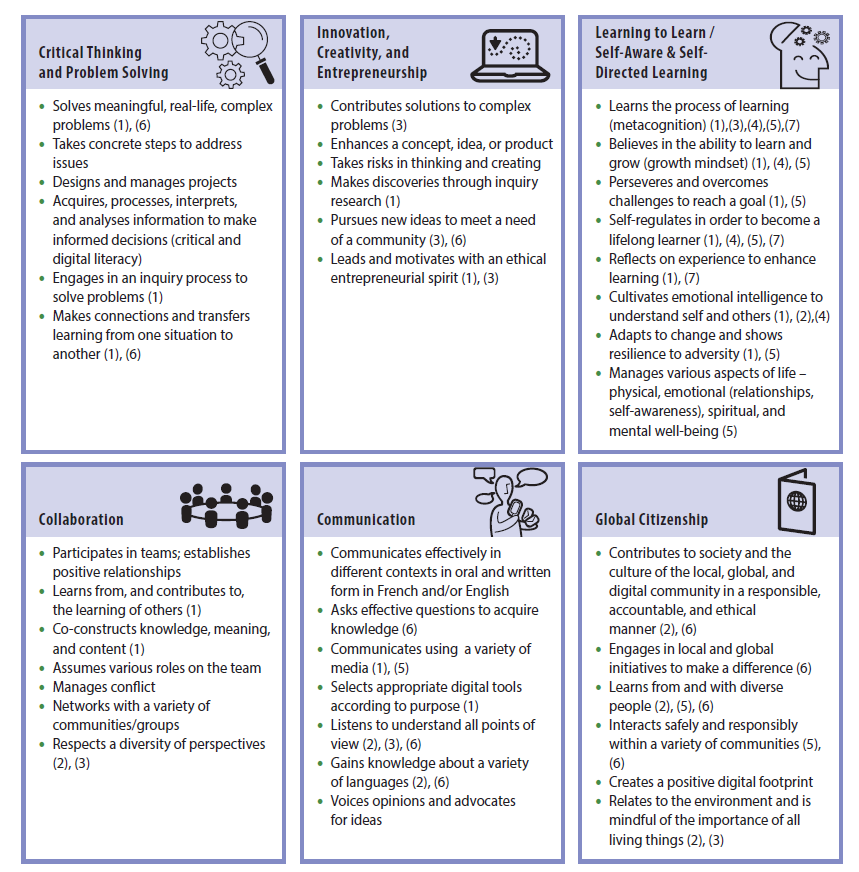 Critical Thinking
and Problem Solving
• Solves meaningful, real-life, complex
problems (1), (6)
• Takes concrete steps to address
issues
• Designs and manages projects
• Acquires, processes, interprets,
and analyses information to make
informed decisions (critical and
digital literacy)
• Engages in an inquiry process to
solve problems (1)
• Makes connections and transfers
learning from one situation to
another (1), (6)
Innovation,
Creativity, and
Entrepreneurship
• Contributes solutions to complex
problems (3)
• Enhances a concept, idea, or product
• Takes risks in thinking and creating
• Makes discoveries through inquiry
research (1)
• Pursues new ideas to meet a need
of a community (3), (6)
• Leads and motivates with an ethical
entrepreneurial spirit (1), (3)
Learning to Learn /
Self-Aware & Self-
Directed Learning
• Learns the process of learning
(metacognition) (1),(3),(4),(5),(7)
• Believes in the ability to learn and
grow (growth mindset) (1), (4), (5)
• Perseveres and overcomes
challenges to reach a goal (1), (5)
• Self-regulates in order to become a
lifelong learner (1), (4), (5), (7)
• Reflects on experience to enhance
learning (1), (7)
• Cultivates emotional intelligence to
understand self and others (1), (2),(4)
• Adapts to change and shows
resilience to adversity (1), (5)
• Manages various aspects of life –
physical, emotional (relationships,
self-awareness), spiritual, and
mental well-being (5)
Collaboration
• Participates in teams; establishes
positive relationships
• Learns from, and contributes to,
the learning of others (1)
• Co-constructs knowledge, meaning,
and content (1)
• Assumes various roles on the team
• Manages conflict
• Networks with a variety of
communities/groups
• Respects a diversity of perspectives
(2), (3)
Communication
• Communicates effectively in
different contexts in oral and written
form in French and/or English
• Asks effective questions to acquire
knowledge (6)
• Communicates using a variety of
media (1), (5)
• Selects appropriate digital tools
according to purpose (1)
• Listens to understand all points of
view (2), (3), (6)
• Gains knowledge about a variety
of languages (2), (6)
• Voices opinions and advocates
for ideas
Global Citizenship
• Contributes to society and the
culture of the local, global, and
digital community in a responsible,
accountable, and ethical
manner (2), (6)
• Engages in local and global
initiatives to make a difference (6)
• Learns from and with diverse
people (2), (5), (6)
• Interacts safely and responsibly
within a variety of communities (5),
(6)
• Creates a positive digital footprint
• Relates to the environment and is
mindful of the importance of all
living things (2), (3)